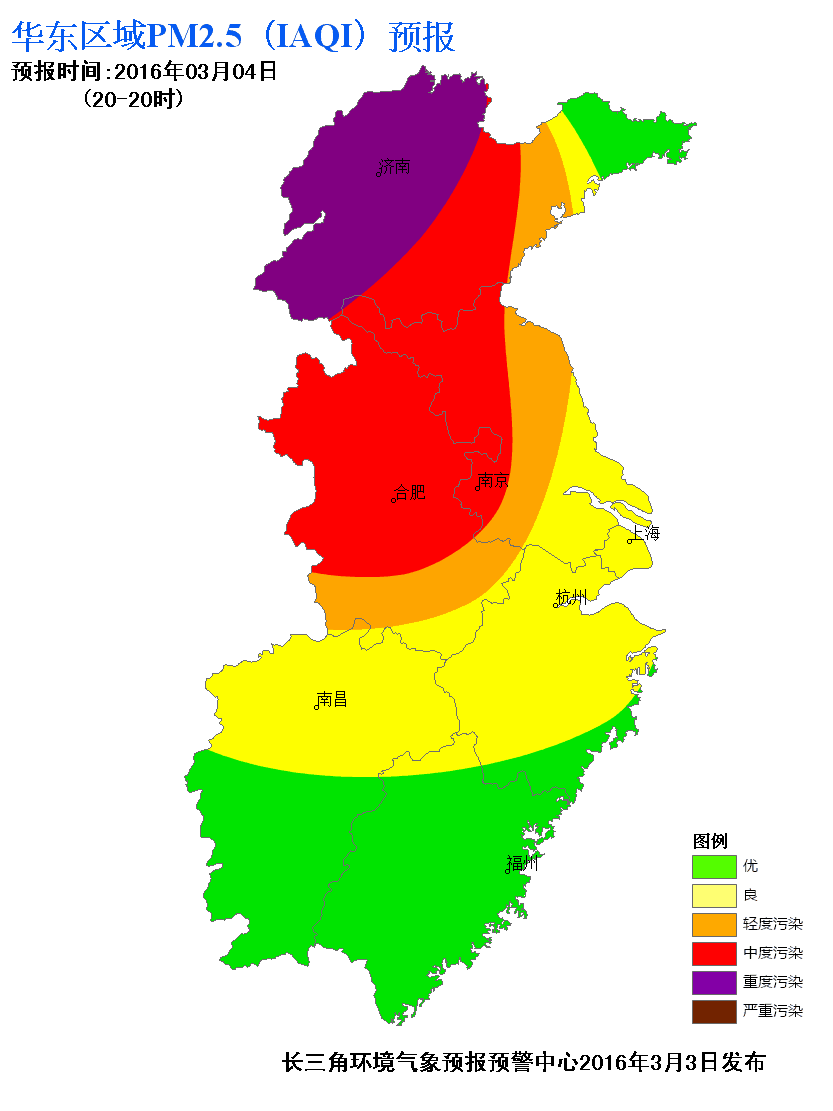 华东区域PM2.5（IAQI）预报
预报时间:2016年03月04日
(20-20时)
济南
南京
合肥
上海
杭州
南昌
福州
图例
优
良
轻度污染
中度污染
重度污染
严重污染
长三角环境气象预报预警中心2016年3月3日发布